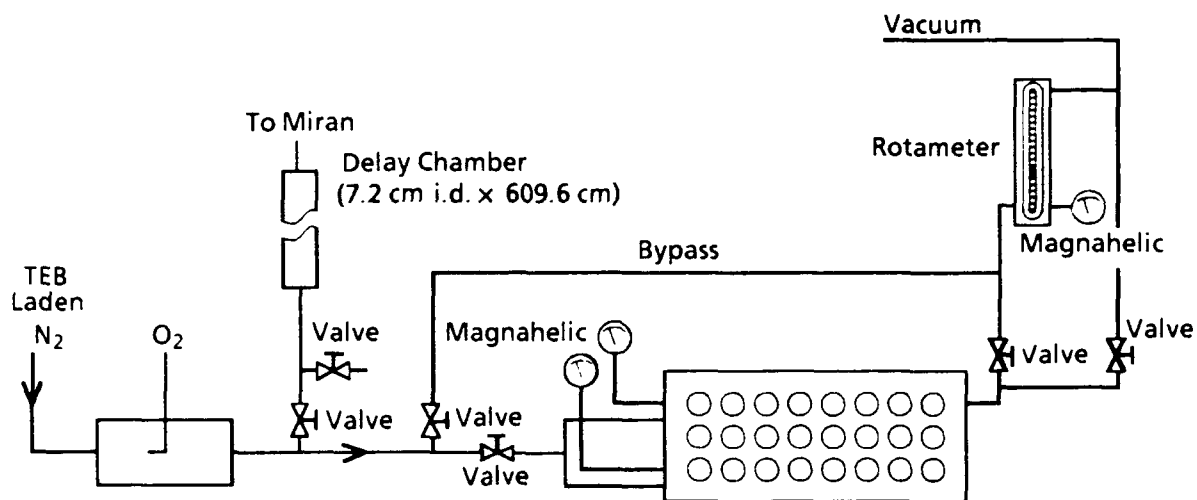 Vacuum
To Miran
Delay Chamber
(7.2 cm i.d. × 609.6 cm)
Rotameter
Magnahelic
Bypass
TEB
Laden
N₂
O₂
Valve
Magnahelic
Valve
Valve
Valve
Valve
Valve
Valve